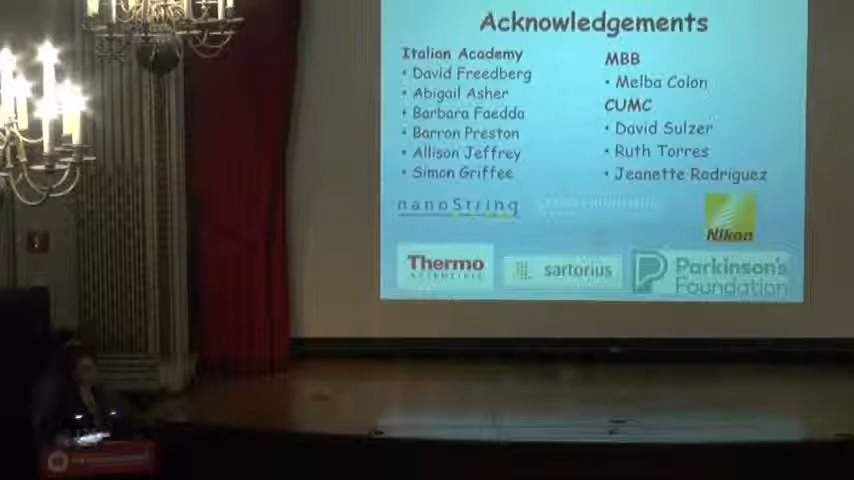 Acknowledgements
Italian Academy
• David Freedberg
• Abigail Asher
• Barbara Faedda
• Barron Preston
• Allison Jeffrey
• Simon Griffee
MBB
• Melba Colon
CUMC
• David Sulzer
• Ruth Torres
• Jeanette Rodriguez
nanoString
Nikon
Thermo
SCIENTIFIC
sartorius
Parkinson's
Foundation